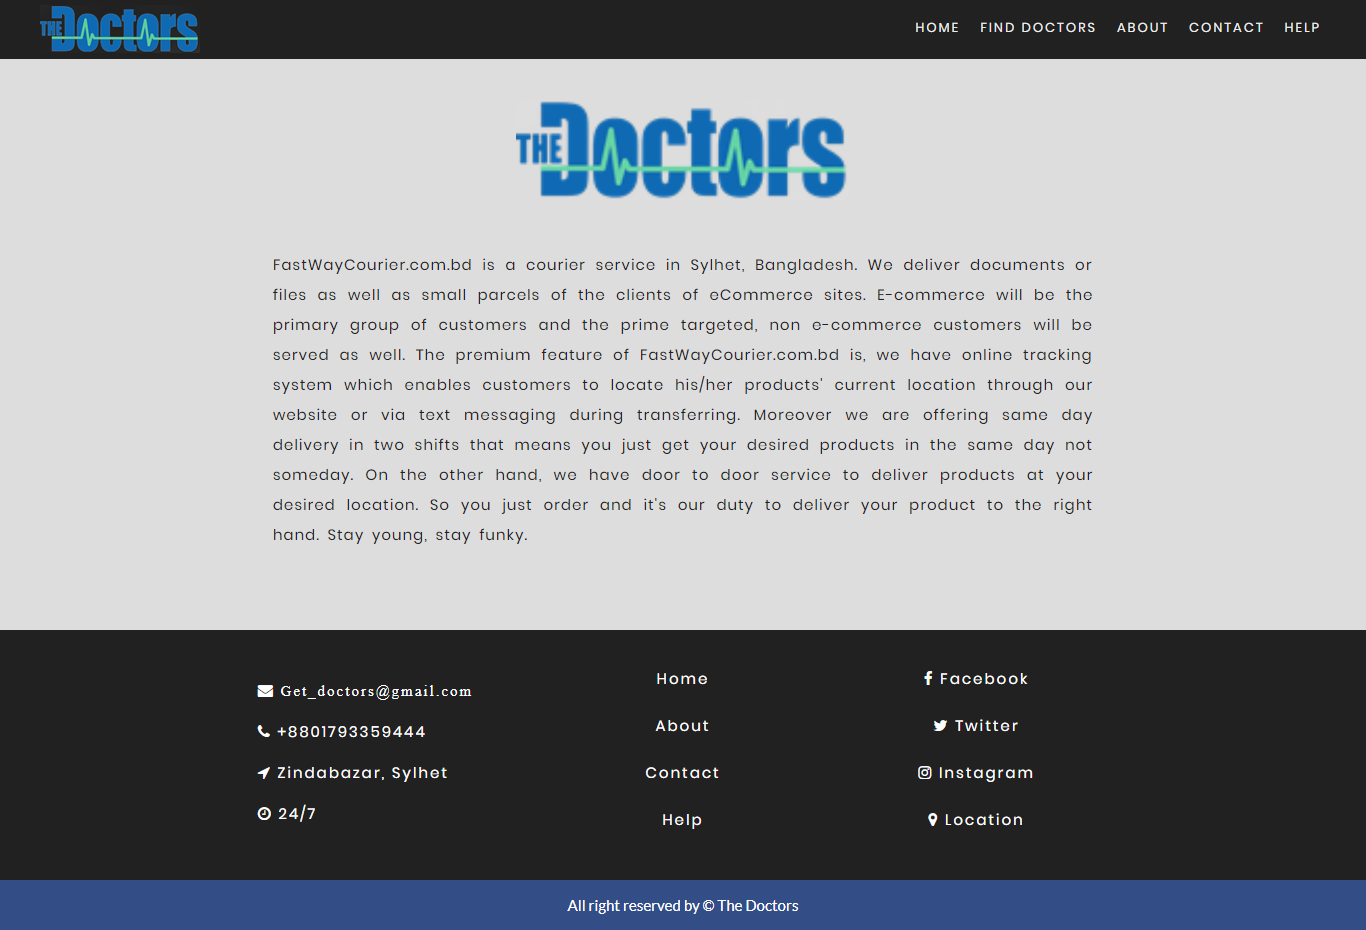 THE Doctors
HOME FIND DOCTORS ABOUT CONTACT HELP
THE Doctors
FastWayCourier.com.bd is a courier service in Sylhet, Bangladesh. We deliver documents or
files as well as small parcels of the clients of eCommerce sites. E-commerce will be the
primary group of customers and the prime targeted, non e-commerce customers will be
served as well. The premium feature of FastWayCourier.com.bd is, we have online tracking
system which enables customers to locate his/her products' current location through our
website or via text messaging during transferring. Moreover we are offering same day
delivery in two shifts that means you just get your desired products in the same day not
someday. On the other hand, we have door to door service to deliver products at your
desired location. So you just order and it's our duty to deliver your product to the right
hand. Stay young, stay funky.
Get_doctors@gmail.com
+8801793359444
Zindabazar, Sylhet
24/7
Home
About
Contact
Help
Facebook
Twitter
Instagram
Location
All right reserved by © The Doctors